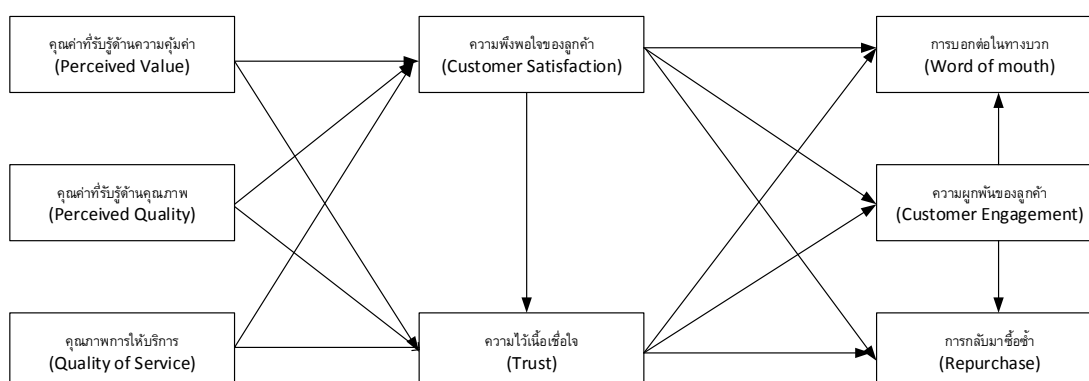 คุณค่าที่รับรู้ด้านความคุ้มค่า
(Perceived Value)
ความพึงพอใจของลูกค้า
(Customer Satisfaction)
การบอกต่อในทางบวก
(Word of mouth)
คุณค่าที่รับรู้ด้านคุณภาพ
(Perceived Quality)
ความผูกพันของลูกค้า
(Customer Engagement)
คุณภาพการให้บริการ
(Quality of Service)
ความไว้เนื้อเชื่อใจ
(Trust)
การกลับมาซื้อซ้ำ
(Repurchase)